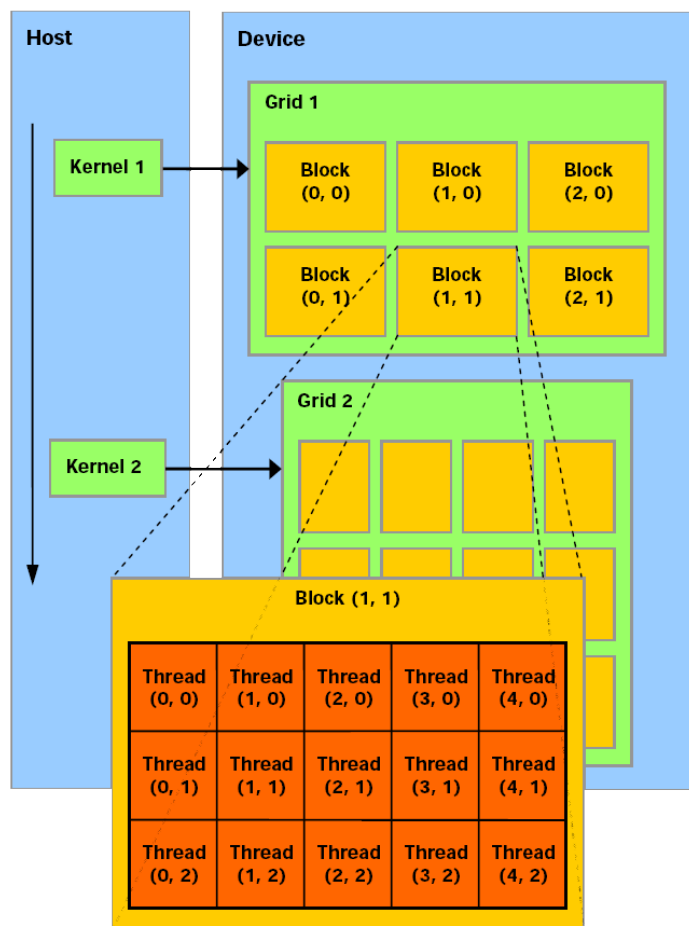 Host
Device
Grid 1
Kernel 1
Block
(0, 0)
Block
(1, 0)
Block
(2, 0)
Block
(0, 1)
Block
(1, 1)
Block
(2, 1)
Grid 2
Kernel 2
Block (1, 1)
Thread
(0, 0)
Thread
(1, 0)
Thread
(2, 0)
Thread
(3, 0)
Thread
(4, 0)
Thread
(0, 1)
Thread
(1, 1)
Thread
(2, 1)
Thread
(3, 1)
Thread
(4, 1)
Thread
(0, 2)
Thread
(1, 2)
Thread
(2, 2)
Thread
(3, 2)
Thread
(4, 2)